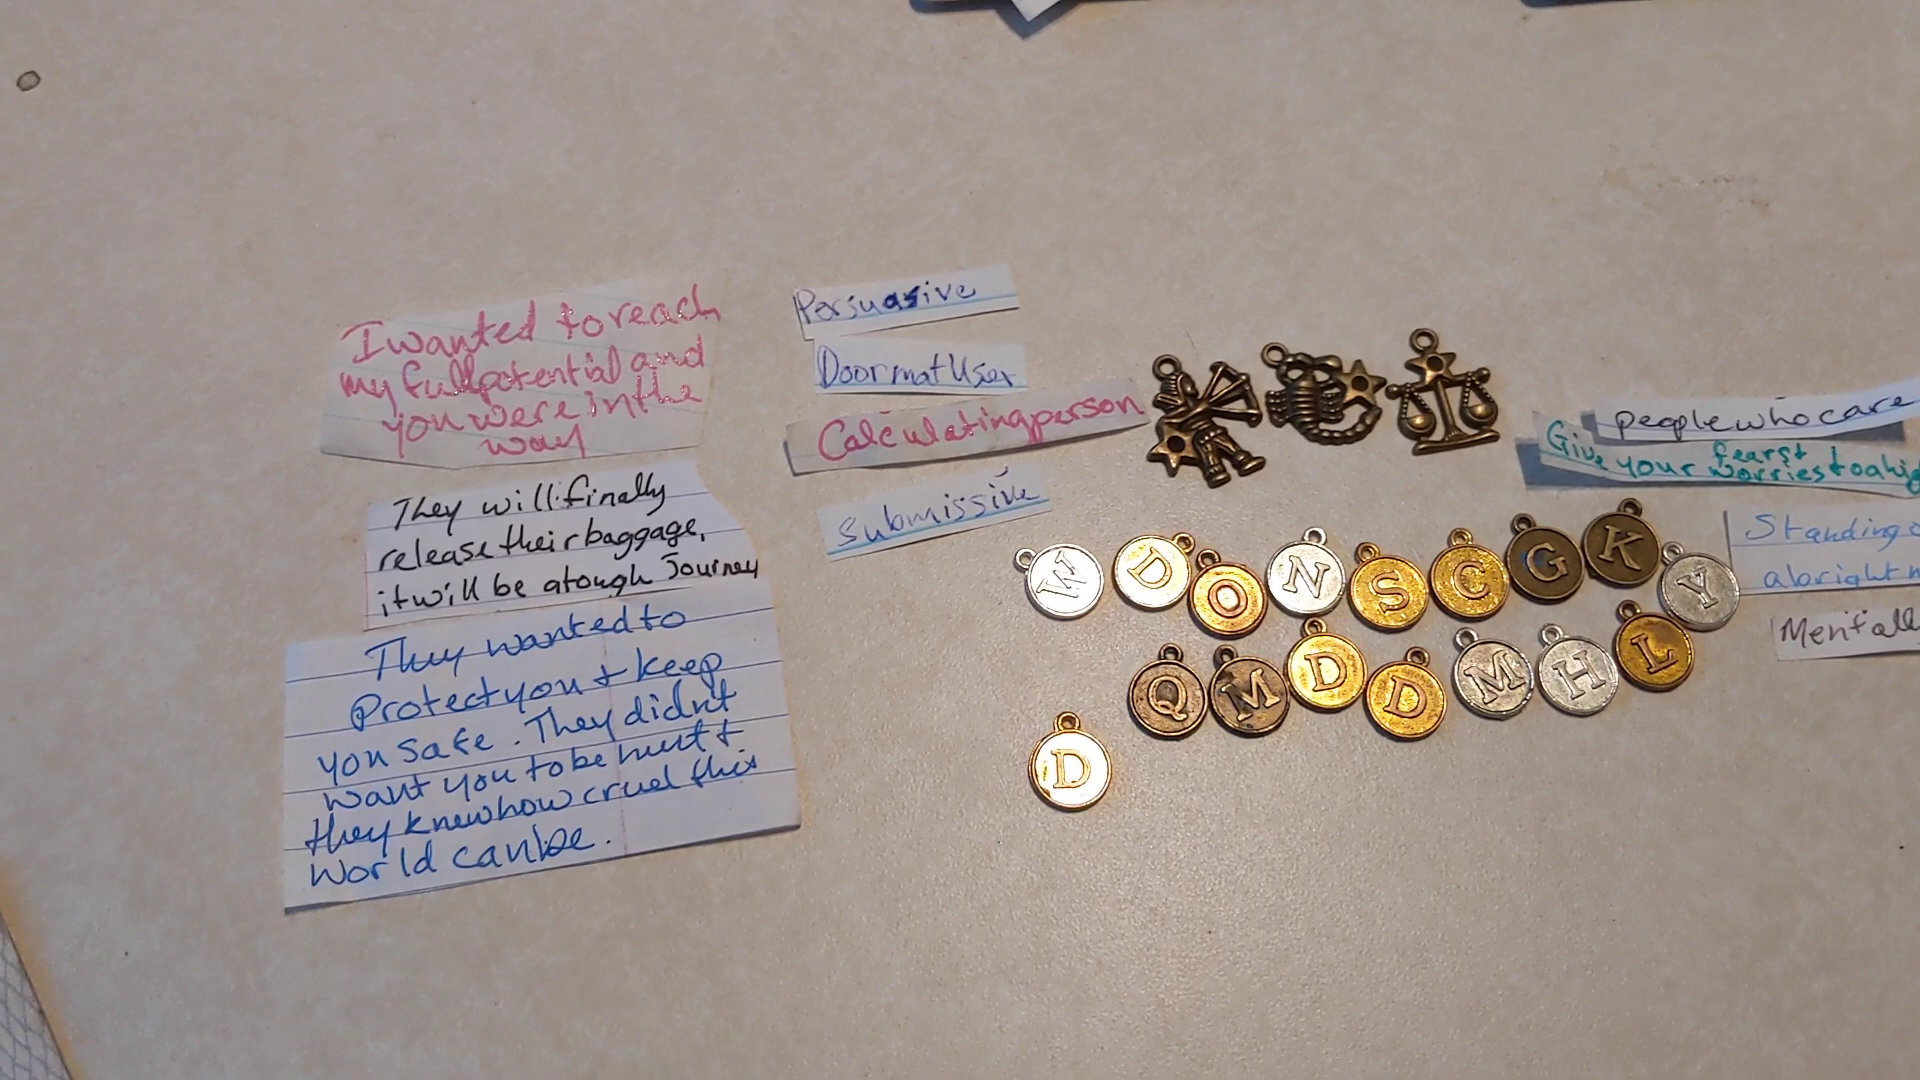 I wanted to reach
my full potential and
you were in the
way
They will finally
release their baggage,
it will be a tough Journey
They wanted to
protect you & keep
you safe. They didn't
want you to be hurt &
they knew how cruel this
world can be.
Persuasive
Doormat User
Calculating person
Submissive
people who care
fears &
Give your worries to a hig
Standing
alright
Mentall
W D O N S C G K Y
Q M D D M H L
D